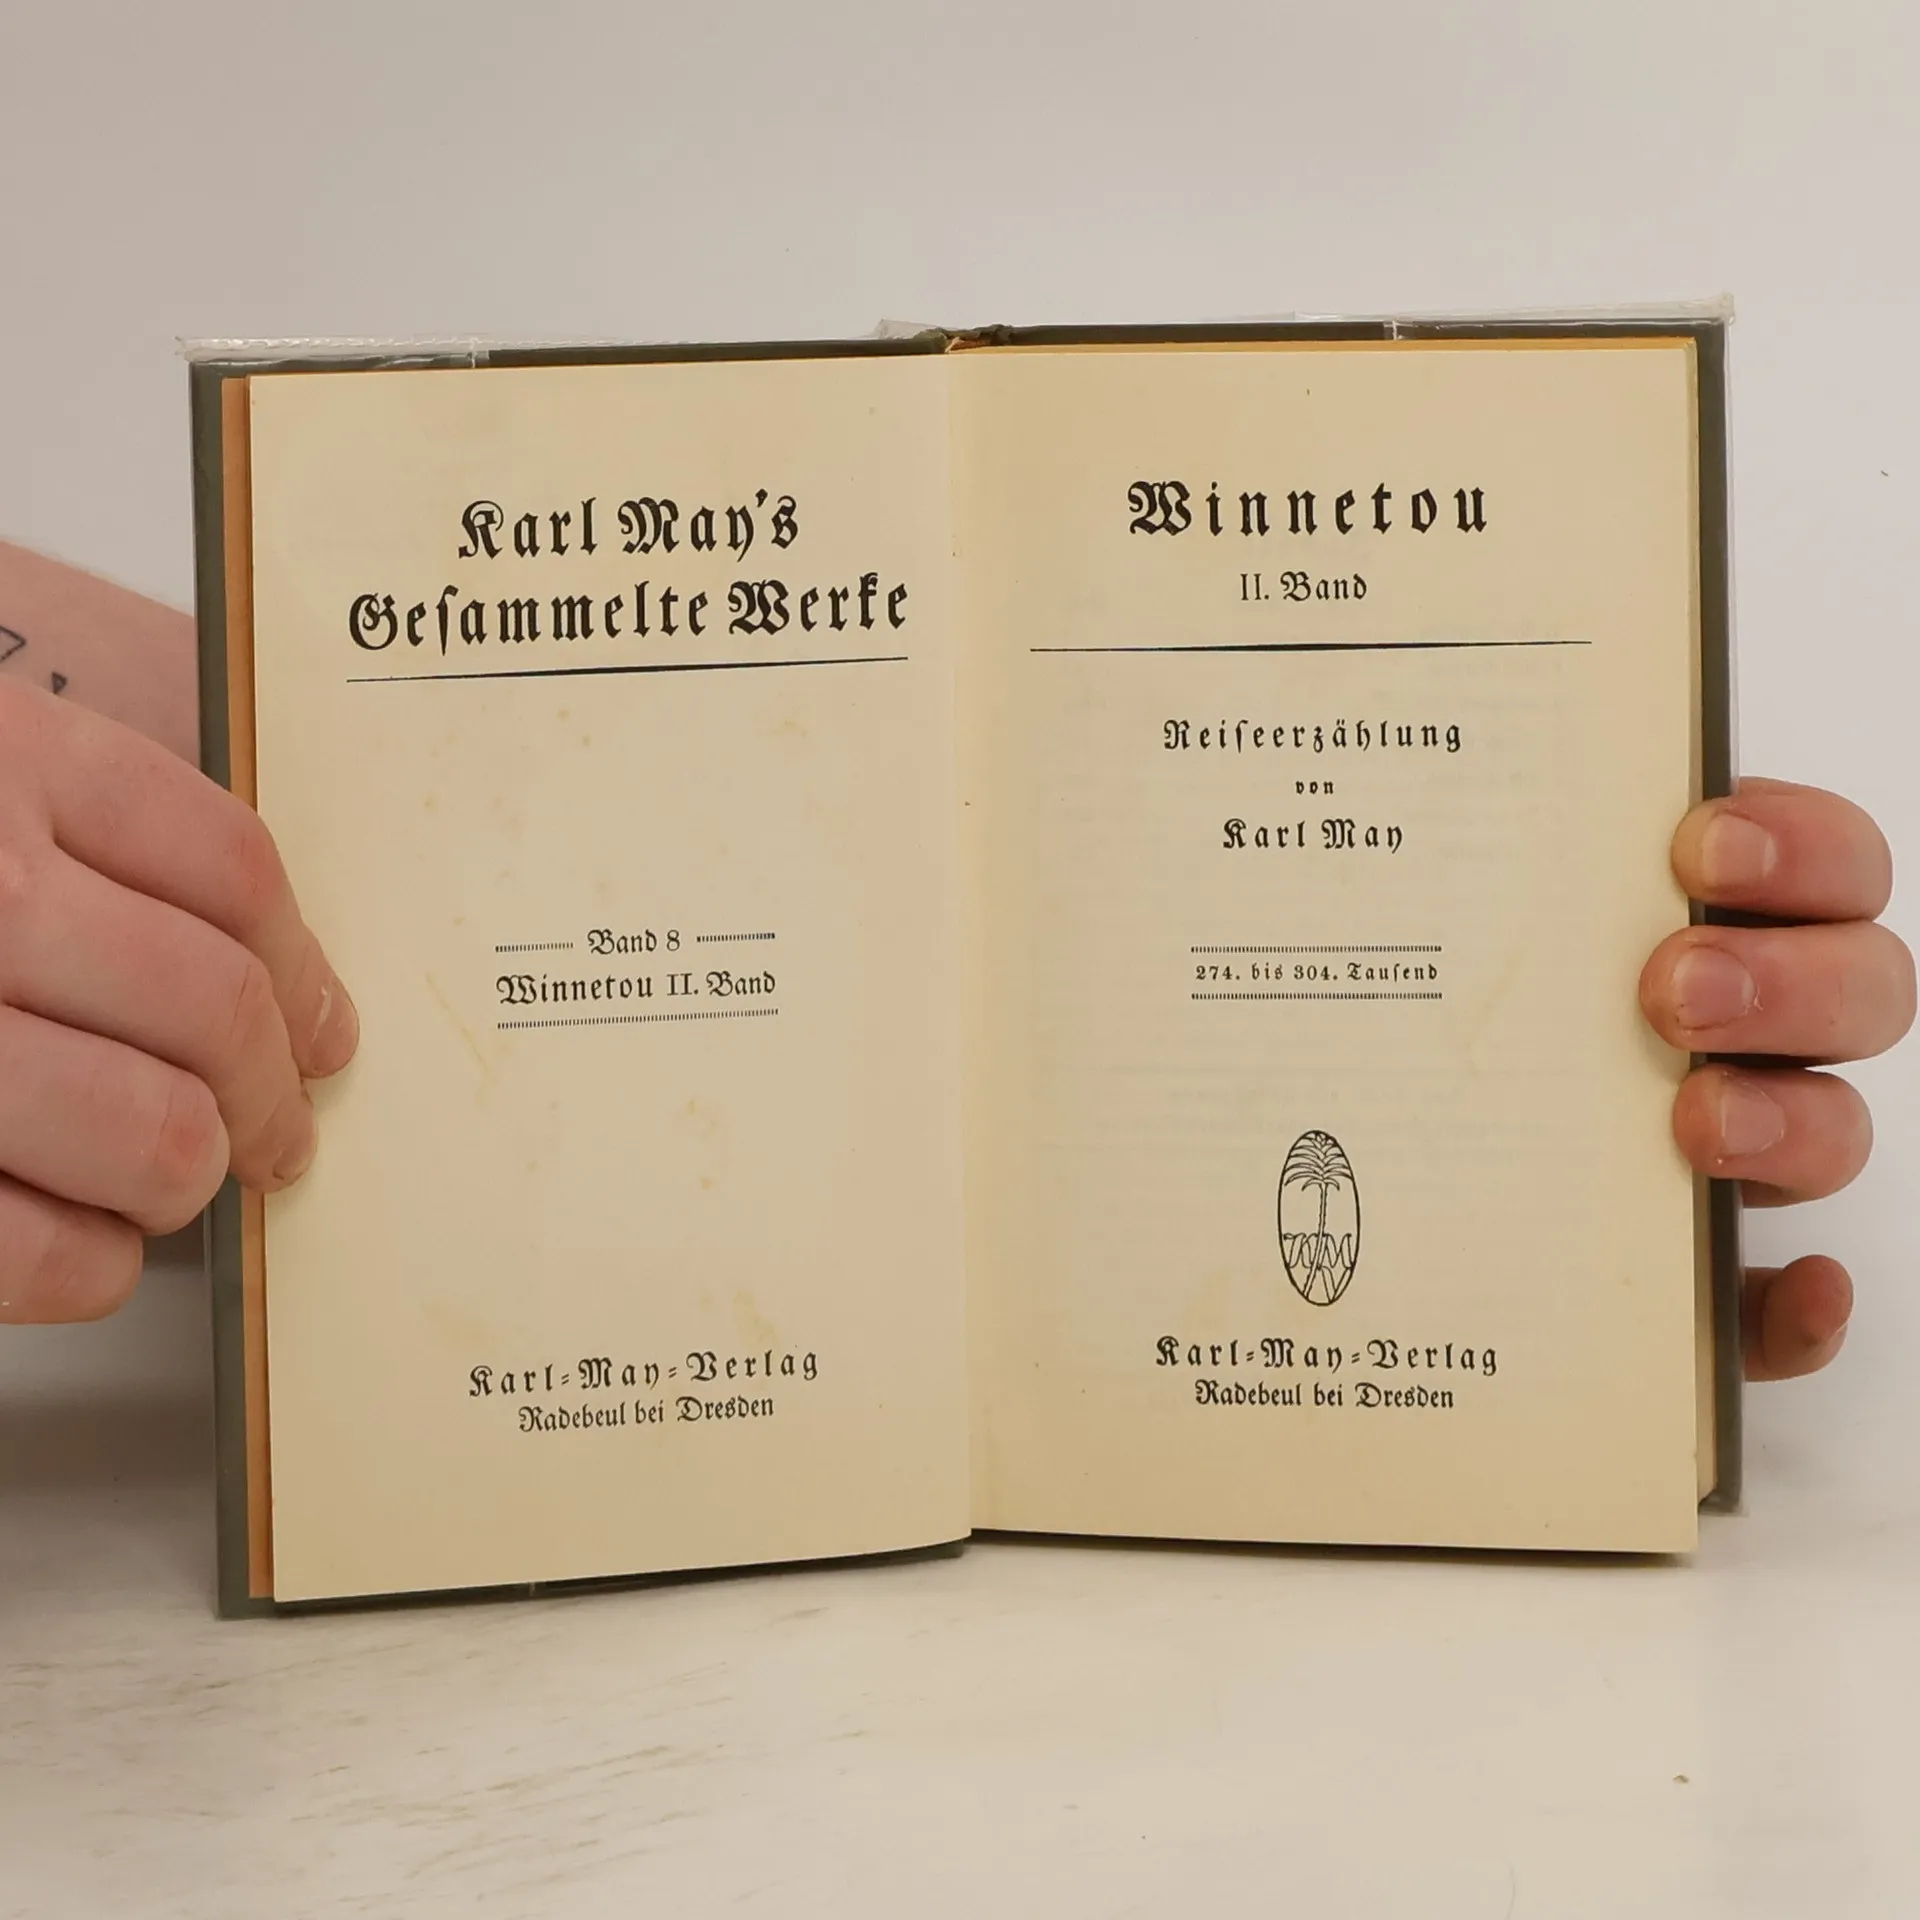 Karl May's
Geſammelte Werke
Band 8
Winnetou II. Band
Karl-May-Verlag
Radebeul bei Dresden
Winnetou
II. Band
Reiſeerzählung
von
Karl May
274. bis 304. Tauſend
KM
V
Karl-May-Verlag
Radebeul bei Dresden